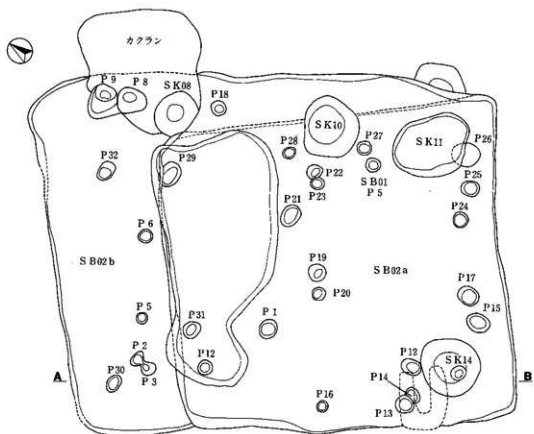 カクラン
P9
P8
SK08
P18
SK10
P27
SK11
P26
P28
P32
P29
P22
P23
SB01
P5
P25
P21
P24
P6
SB02b
P19
SB02a
P20
P17
P15
P5
P31
P1
P2
P3
P12
P12
SK14
P30
P14
A
B
P16
P13